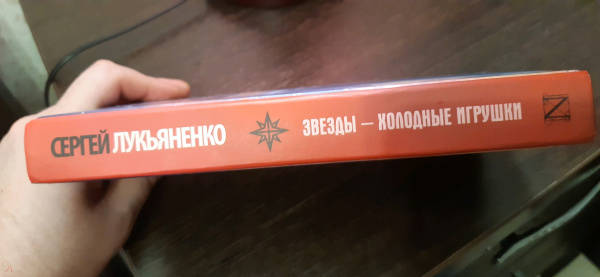 СЕРГЕЙ ЛУКЬЯНЕНКО
ЗВЕЗДЫ — ХОЛОДНЫЕ ИГРУШКИ